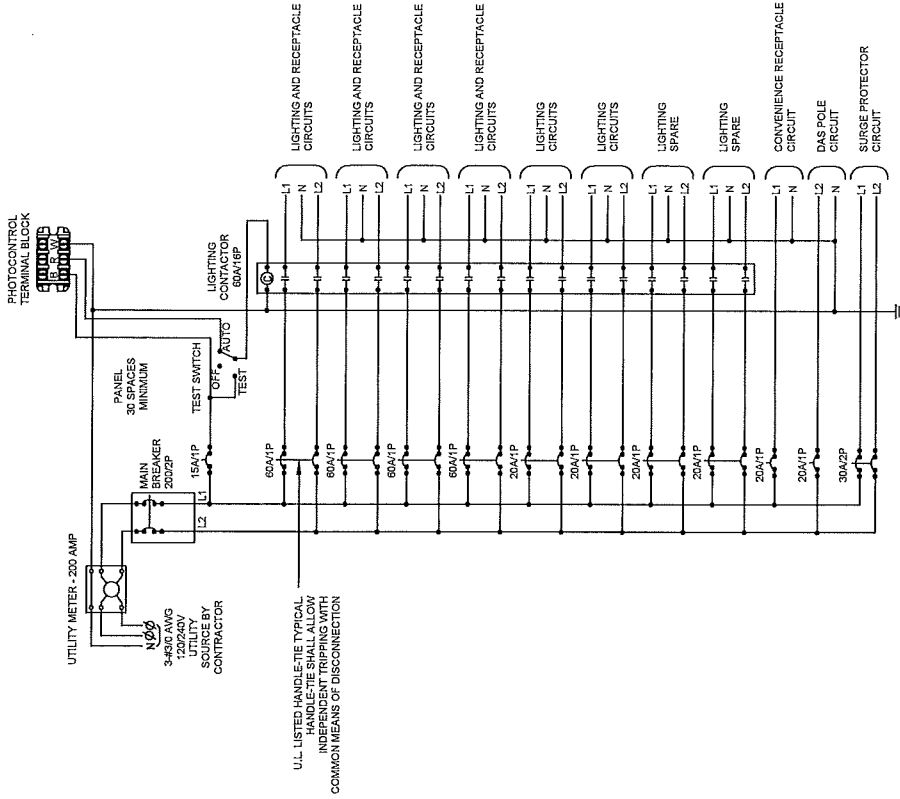 PHOTOCONTROL
TERMINAL BLOCK
B R W
UTILITY METER - 200 AMP
MAIN
BREAKER
200/2P
PANEL
30 SPACES
MINIMUM
TEST SWITCH
OFF
AUTO
TEST
LIGHTING
CONTACTOR
60A/16P
C
N ØØ
3-#3/0 AWG
120/240V
UTILITY
SOURCE BY
CONTRACTOR
L1
L2
15A/1P
U.L. LISTED HANDLE-TIE TYPICAL.
HANDLE-TIE SHALL ALLOW
INDEPENDENT TRIPPING WITH
COMMON MEANS OF DISCONNECTION
60A/1P
L1
N
L2
LIGHTING AND RECEPTACLE
CIRCUITS
60A/1P
L1
N
L2
LIGHTING AND RECEPTACLE
CIRCUITS
60A/1P
L1
N
L2
LIGHTING AND RECEPTACLE
CIRCUITS
60A/1P
L1
N
L2
LIGHTING AND RECEPTACLE
CIRCUITS
20A/1P
L1
N
L2
LIGHTING
CIRCUITS
20A/1P
L1
N
L2
LIGHTING
CIRCUITS
20A/1P
L1
N
L2
LIGHTING
SPARE
20A/1P
L1
N
L2
LIGHTING
SPARE
20A/1P
L1
N
CONVENIENCE RECEPTACLE
CIRCUIT
20A/1P
L2
N
DAS POLE
CIRCUIT
30A/2P
L1
L2
SURGE PROTECTOR
CIRCUIT